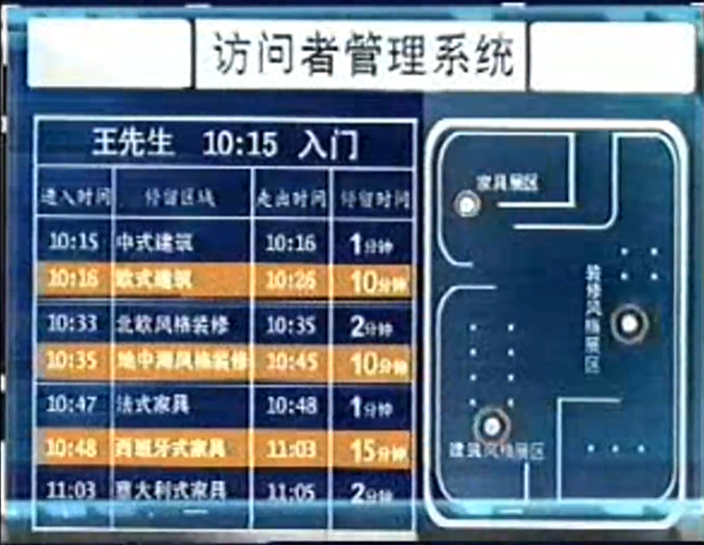 访问者管理系统
王先生 10:15 入门
进入时间 停留区域 走出时间 停留时间
10:15 中式建筑 10:16 1分钟
10:16 欧式建筑 10:26 10分钟
10:33 北欧风格装修 10:35 2分钟
10:35 地中海风格装修 10:45 10分钟
10:47 法式家具 10:48 1分钟
10:48 西班牙式家具 11:03 15分钟
11:03 意大利式家具 11:05 2分钟
家具展区
装修风格展区
建筑风格展区